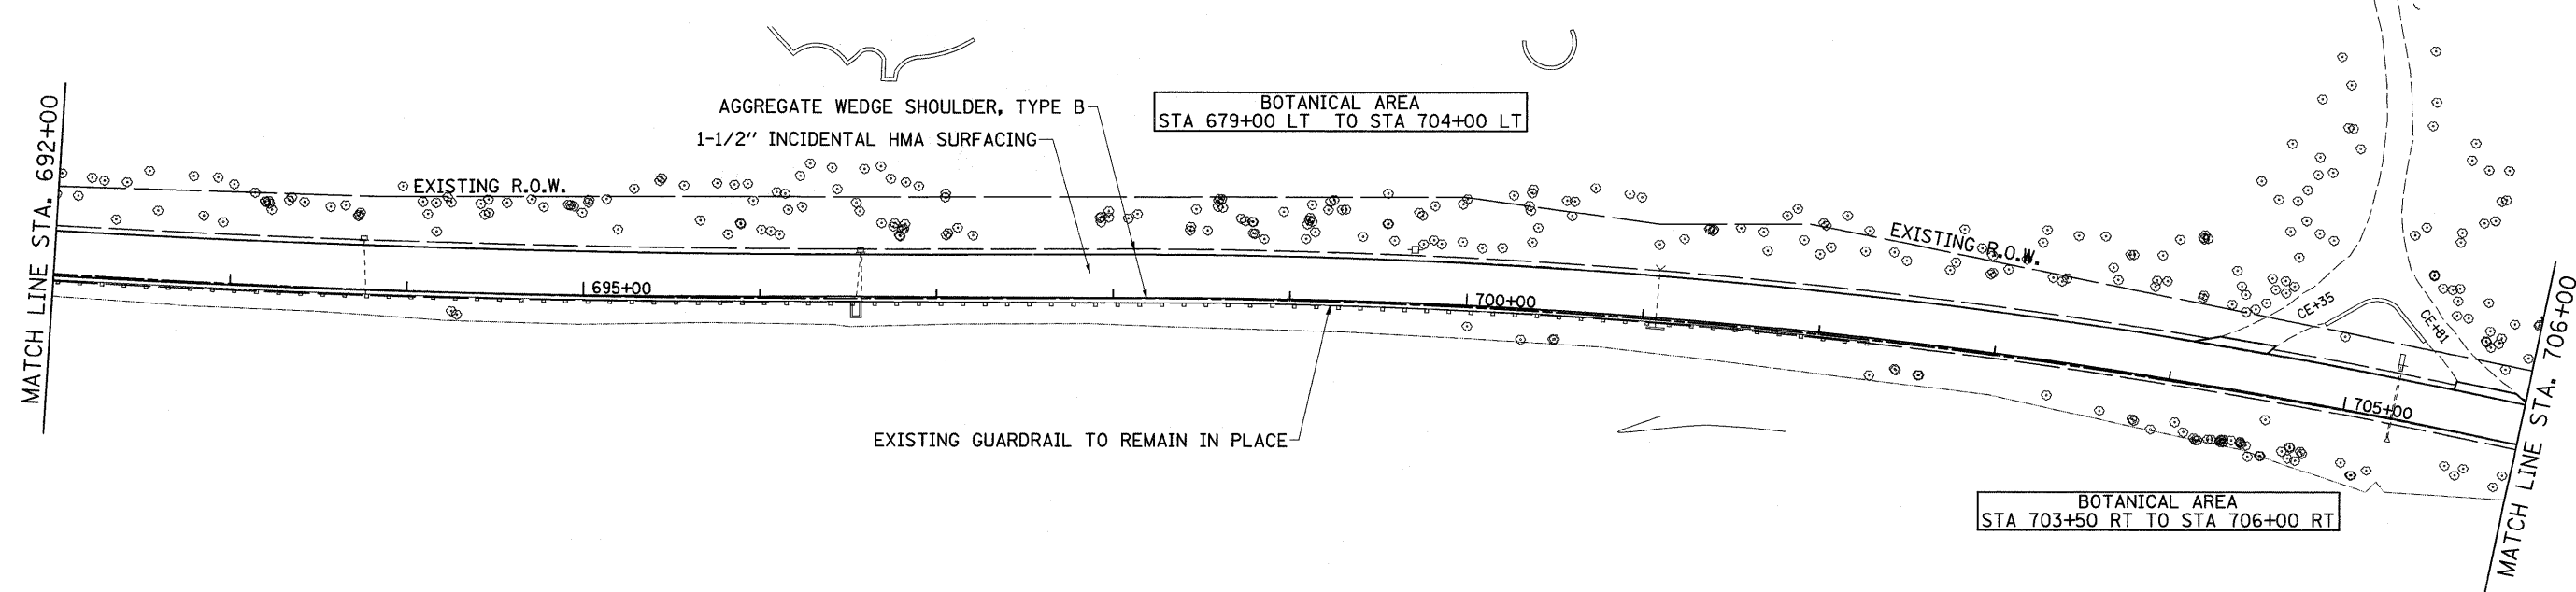 MATCH LINE STA. 692+00
AGGREGATE WEDGE SHOULDER, TYPE B
1-1/2" INCIDENTAL HMA SURFACING
BOTANICAL AREA
STA 679+00 LT TO STA 704+00 LT
EXISTING R.O.W.
EXISTING R.O.W.
695+00
700+00
CE+35
CE+81
705+00
EXISTING GUARDRAIL TO REMAIN IN PLACE
BOTANICAL AREA
STA 703+50 RT TO STA 706+00 RT
MATCH LINE STA. 706+00